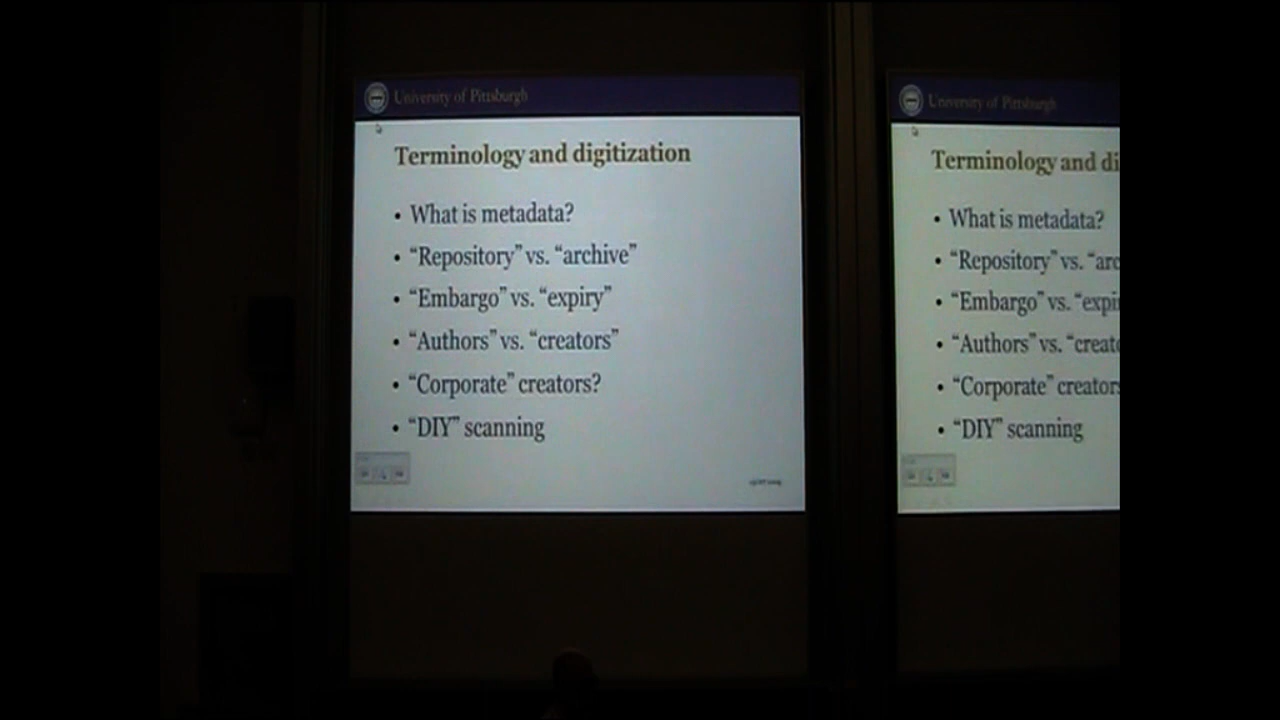 University of Pittsburgh
Terminology and digitization
• What is metadata?
• “Repository” vs. “archive”
• “Embargo” vs. “expiry”
• “Authors” vs. “creators”
• “Corporate” creators?
• “DIY” scanning
University of Pittsburgh
Terminology and di
• What is metadata?
• “Repository” vs. “arc
• “Embargo” vs. “expi
• “Authors” vs. “creato
• “Corporate” creators
• “DIY” scanning